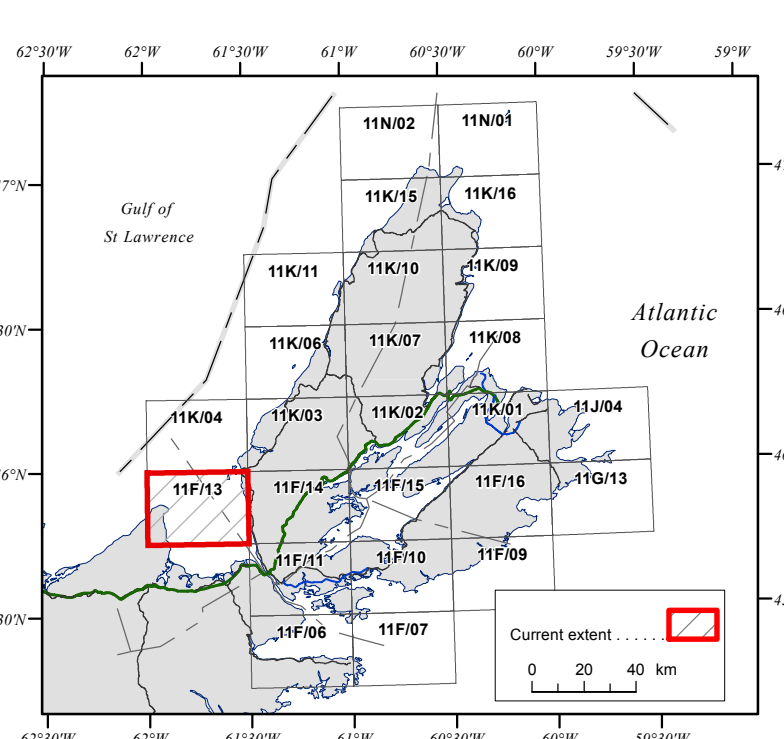 62°30'W 62°W 61°30'W 61°W 60°30'W 60°W 59°30'W 59°W
11N/02 11N/01
11K/15 11K/16
Gulf of
St Lawrence
11K/11 11K/10 11K/09
Atlantic
Ocean
11K/06 11K/07 11K/08
11K/04 11K/03 11K/02 11K/01 11J/04
11F/13 11F/14 11F/15 11F/16 11G/13
11F/11 11F/10 11F/09
11F/06 11F/07
Current extent . . . . . .
0 20 40 km
62°30'W 62°W 61°30'W 61°W 60°30'W 60°W 59°30'W